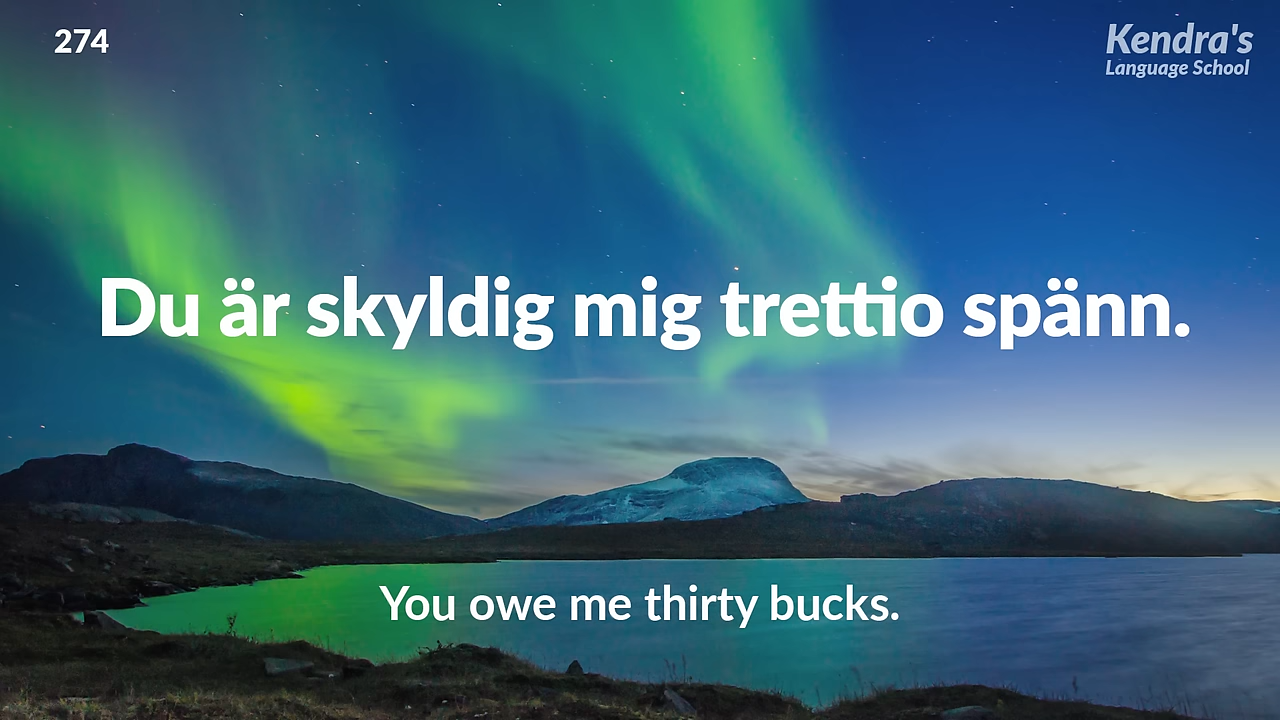 274
Kendra's
Language School
Du är skyldig mig trettio spänn.
You owe me thirty bucks.